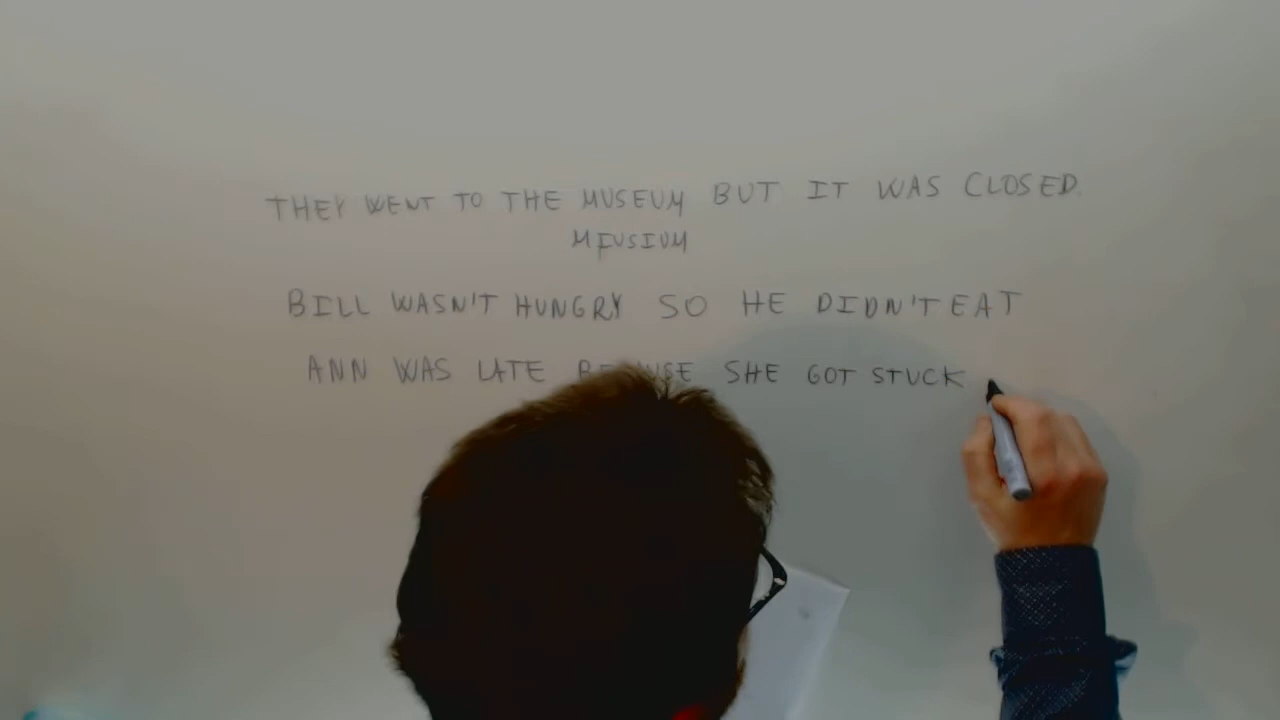 THEY WENT TO THE MUSEUM BUT IT WAS CLOSED.
MIUSIUM
BILL WASN'T HUNGRY SO HE DIDN'T EAT
ANN WAS LATE SHE GOT STUCK